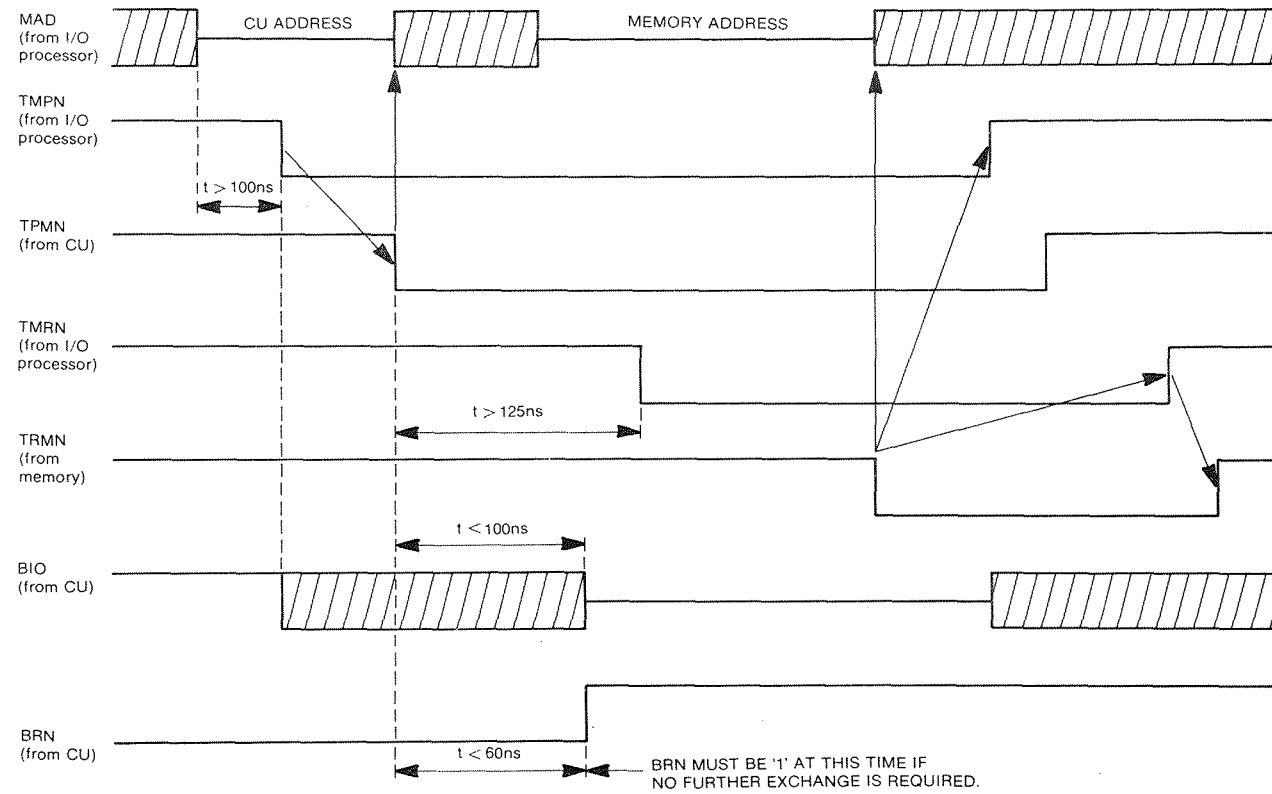 MAD
(from I/O
processor)
CU ADDRESS
MEMORY ADDRESS
TMPN
(from I/O
processor)
t > 100ns
TPMN
(from CU)
TMRN
(from I/O
processor)
t > 125ns
TRMN
(from
memory)
t < 100ns
BIO
(from CU)
BRN
(from CU)
t < 60ns
BRN MUST BE '1' AT THIS TIME IF
NO FURTHER EXCHANGE IS REQUIRED.